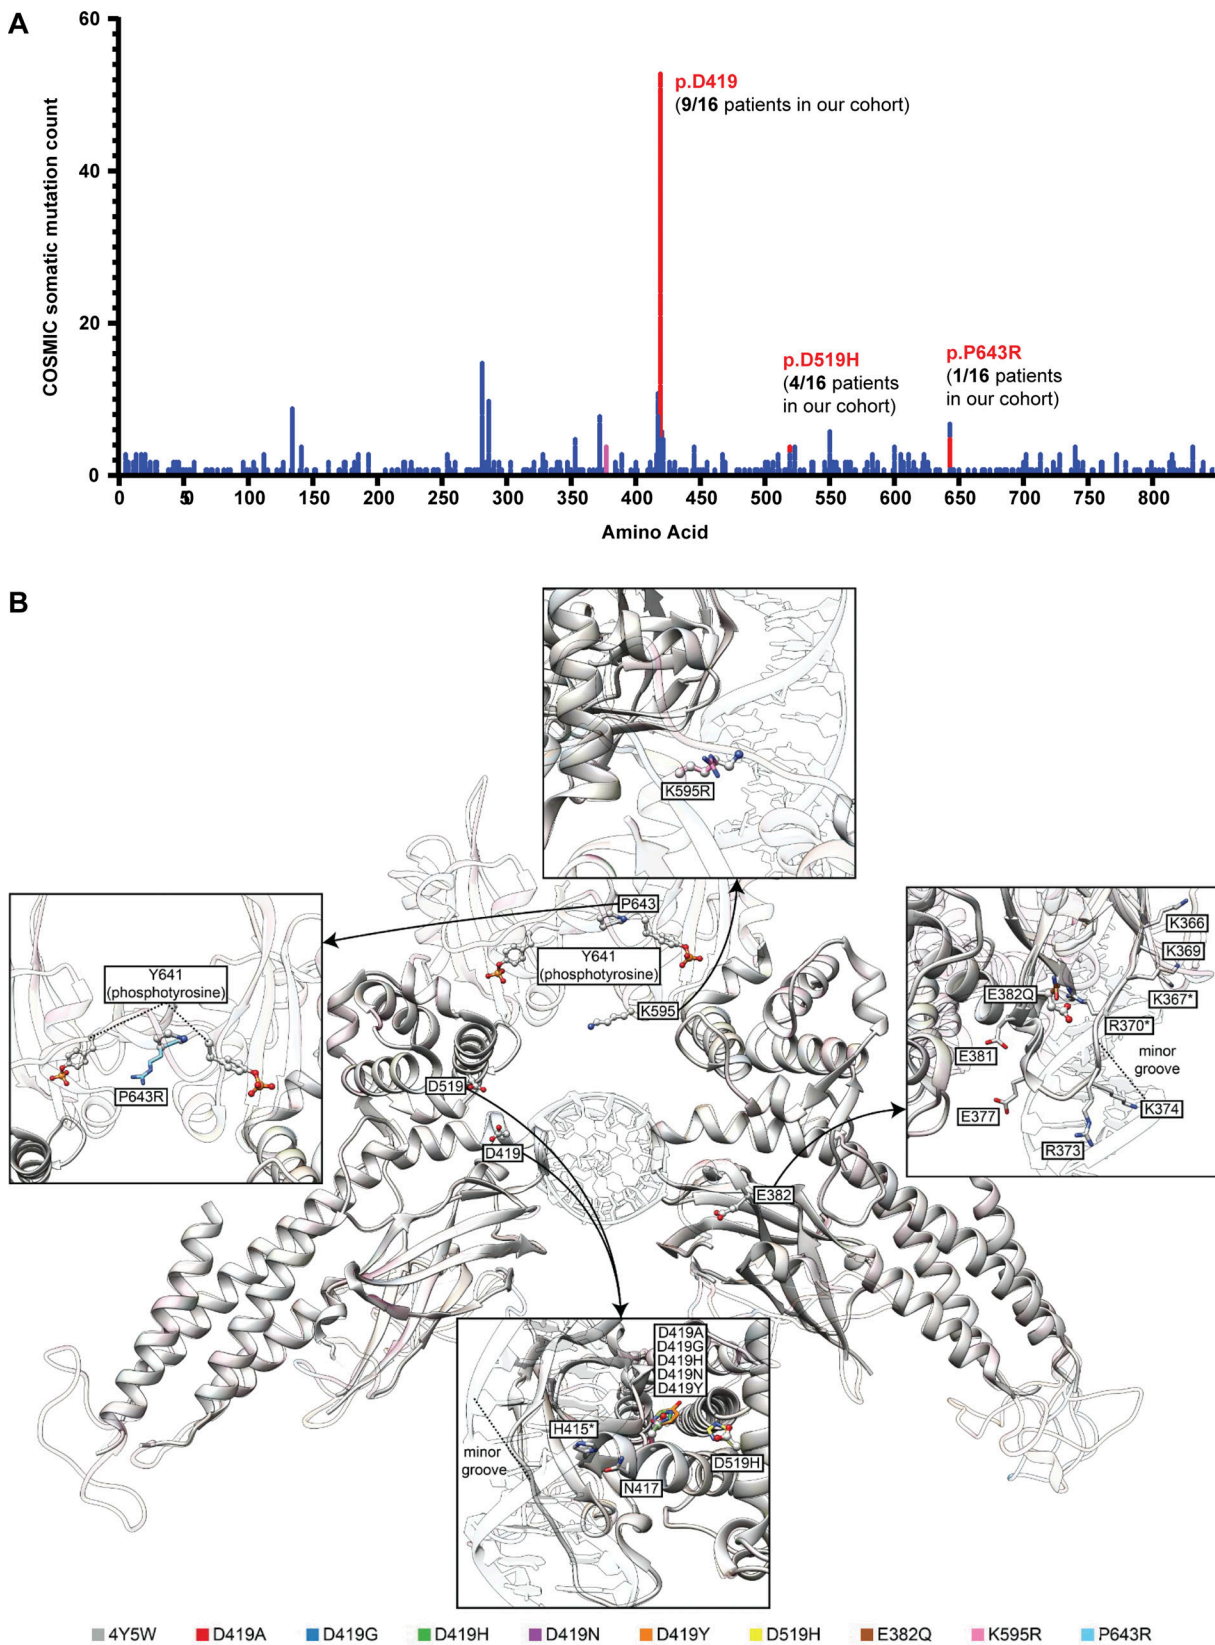 A
60
40
20
0
COSMIC somatic mutation count
p.D419
(9/16 patients in our cohort)
p.D519H
(4/16 patients
in our cohort)
p.P643R
(1/16 patients
in our cohort)
0
50
100
150
200
250
300
350
400
450
500
550
600
650
700
750
800
Amino Acid
B
K595R
P643
Y641
(phosphotyrosine)
K595
D519
D419
E382
Y641
(phosphotyrosine)
P643R
K366
K369
K367*
E382Q
R370*
E381
minor
groove
E377
K374
R373
D419A
D419G
D419H
D419N
D419Y
H415*
minor
groove
D519H
N417
4Y5W D419A D419G D419H D419N D419Y D519H E382Q K595R P643R